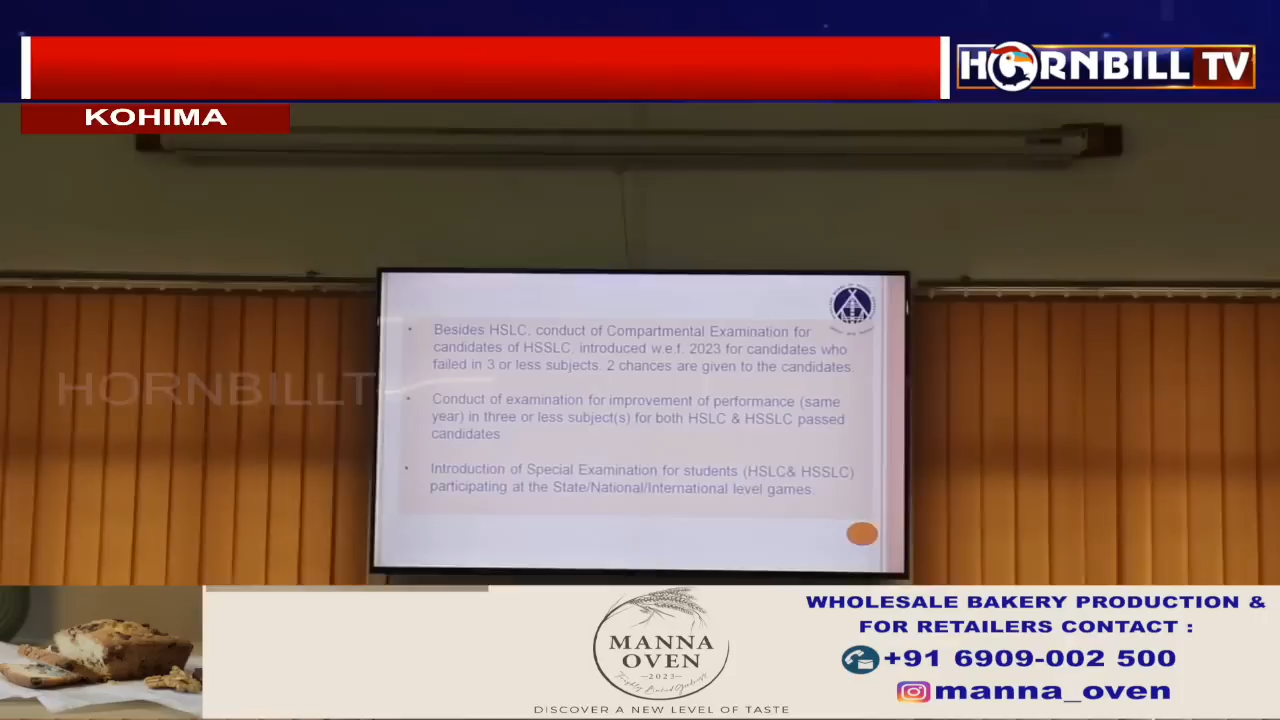 HORNBILL TV
KOHIMA
• Besides HSLC, conduct of Compartmental Examination for
candidates of HSSLC, introduced w.e.f. 2023 for candidates who
failed in 3 or less subjects. 2 chances are given to the candidates.
• Conduct of examination for improvement of performance (same
year) in three or less subject(s) for both HSLC & HSSLC passed
candidates
• Introduction of Special Examination for students (HSLC& HSSLC)
participating at the State/National/International level games.
HORNBILLT
MANNA
OVEN
2023
DISCOVER A NEW LEVEL OF TASTE
WHOLESALE BAKERY PRODUCTION &
FOR RETAILERS CONTACT :
+91 6909-002 500
manna_oven